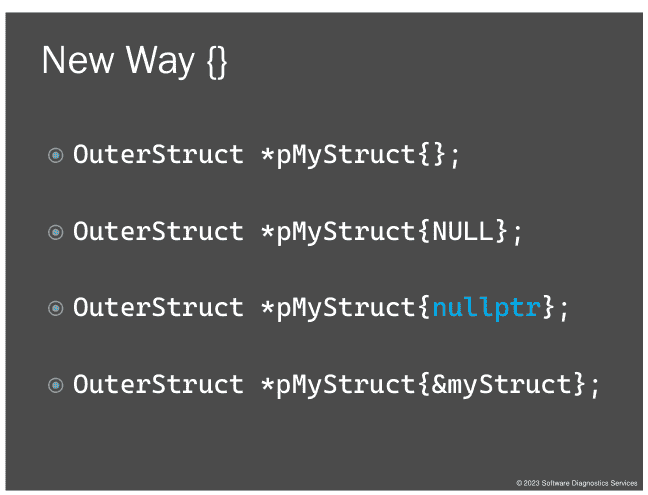 New Way {}
OuterStruct *pMyStruct{};
OuterStruct *pMyStruct{NULL};
OuterStruct *pMyStruct{nullptr};
OuterStruct *pMyStruct{&myStruct};
© 2023 Software Diagnostics Services